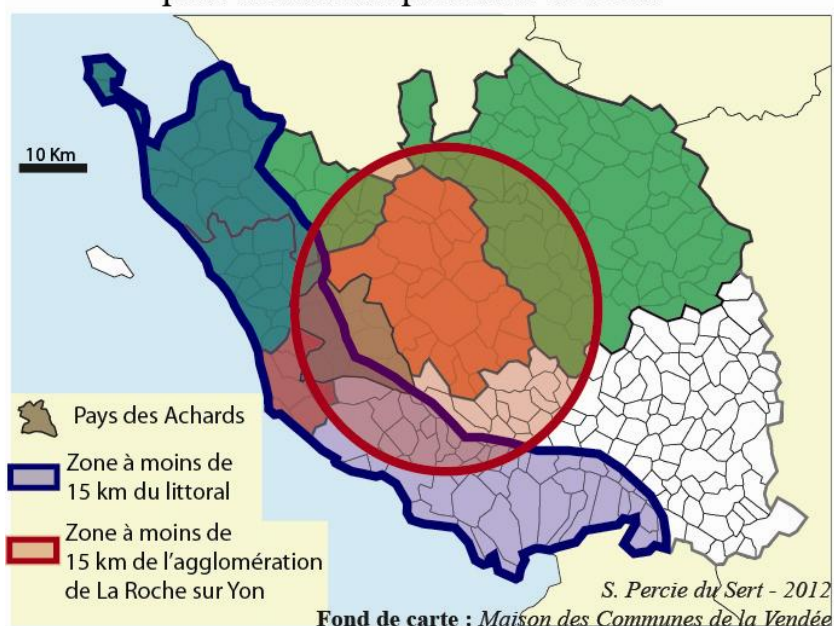 10 Km
Pays des Achards
Zone à moins de
15 km du littoral
Zone à moins de
15 km de l'agglomération
de La Roche sur Yon
S. Percie du Sert - 2012
Fond de carte : Maison des Communes de la Vendée